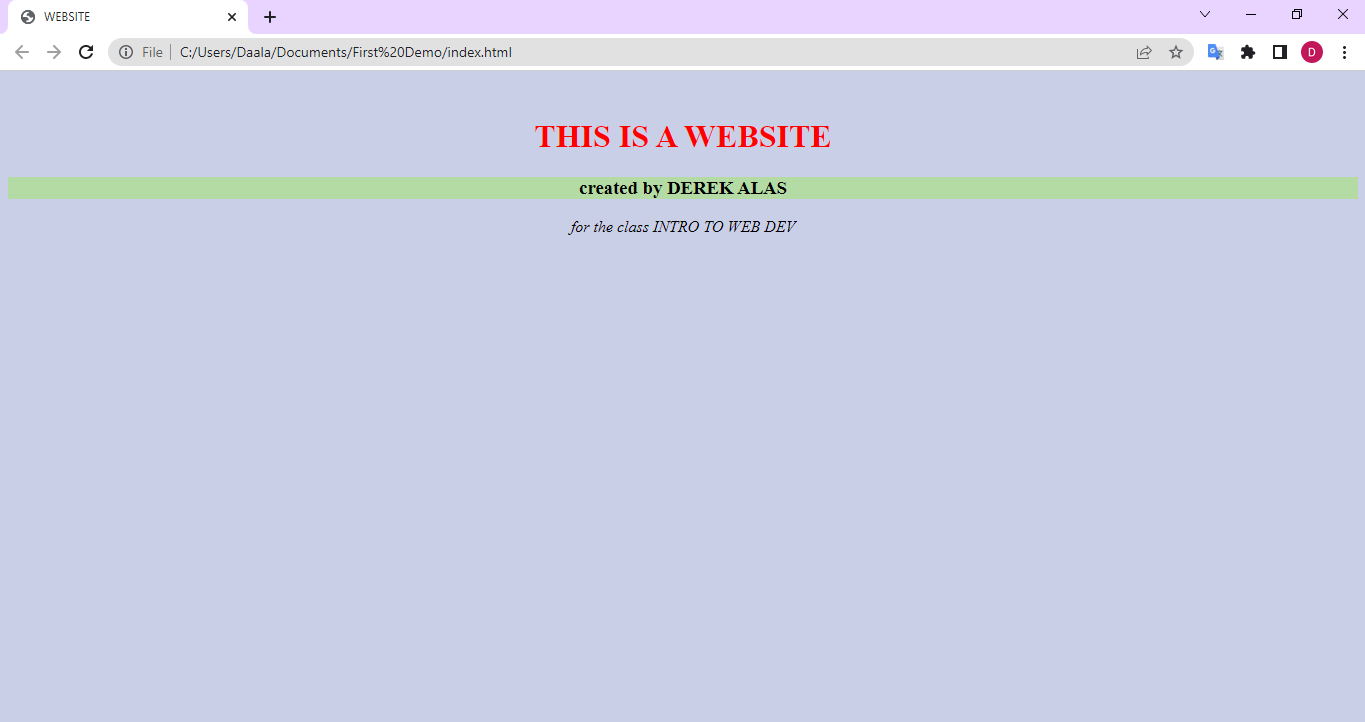 WEBSITE
File C:/Users/Daala/Documents/First%20Demo/index.html
D
THIS IS A WEBSITE
created by DEREK ALAS
for the class INTRO TO WEB DEV